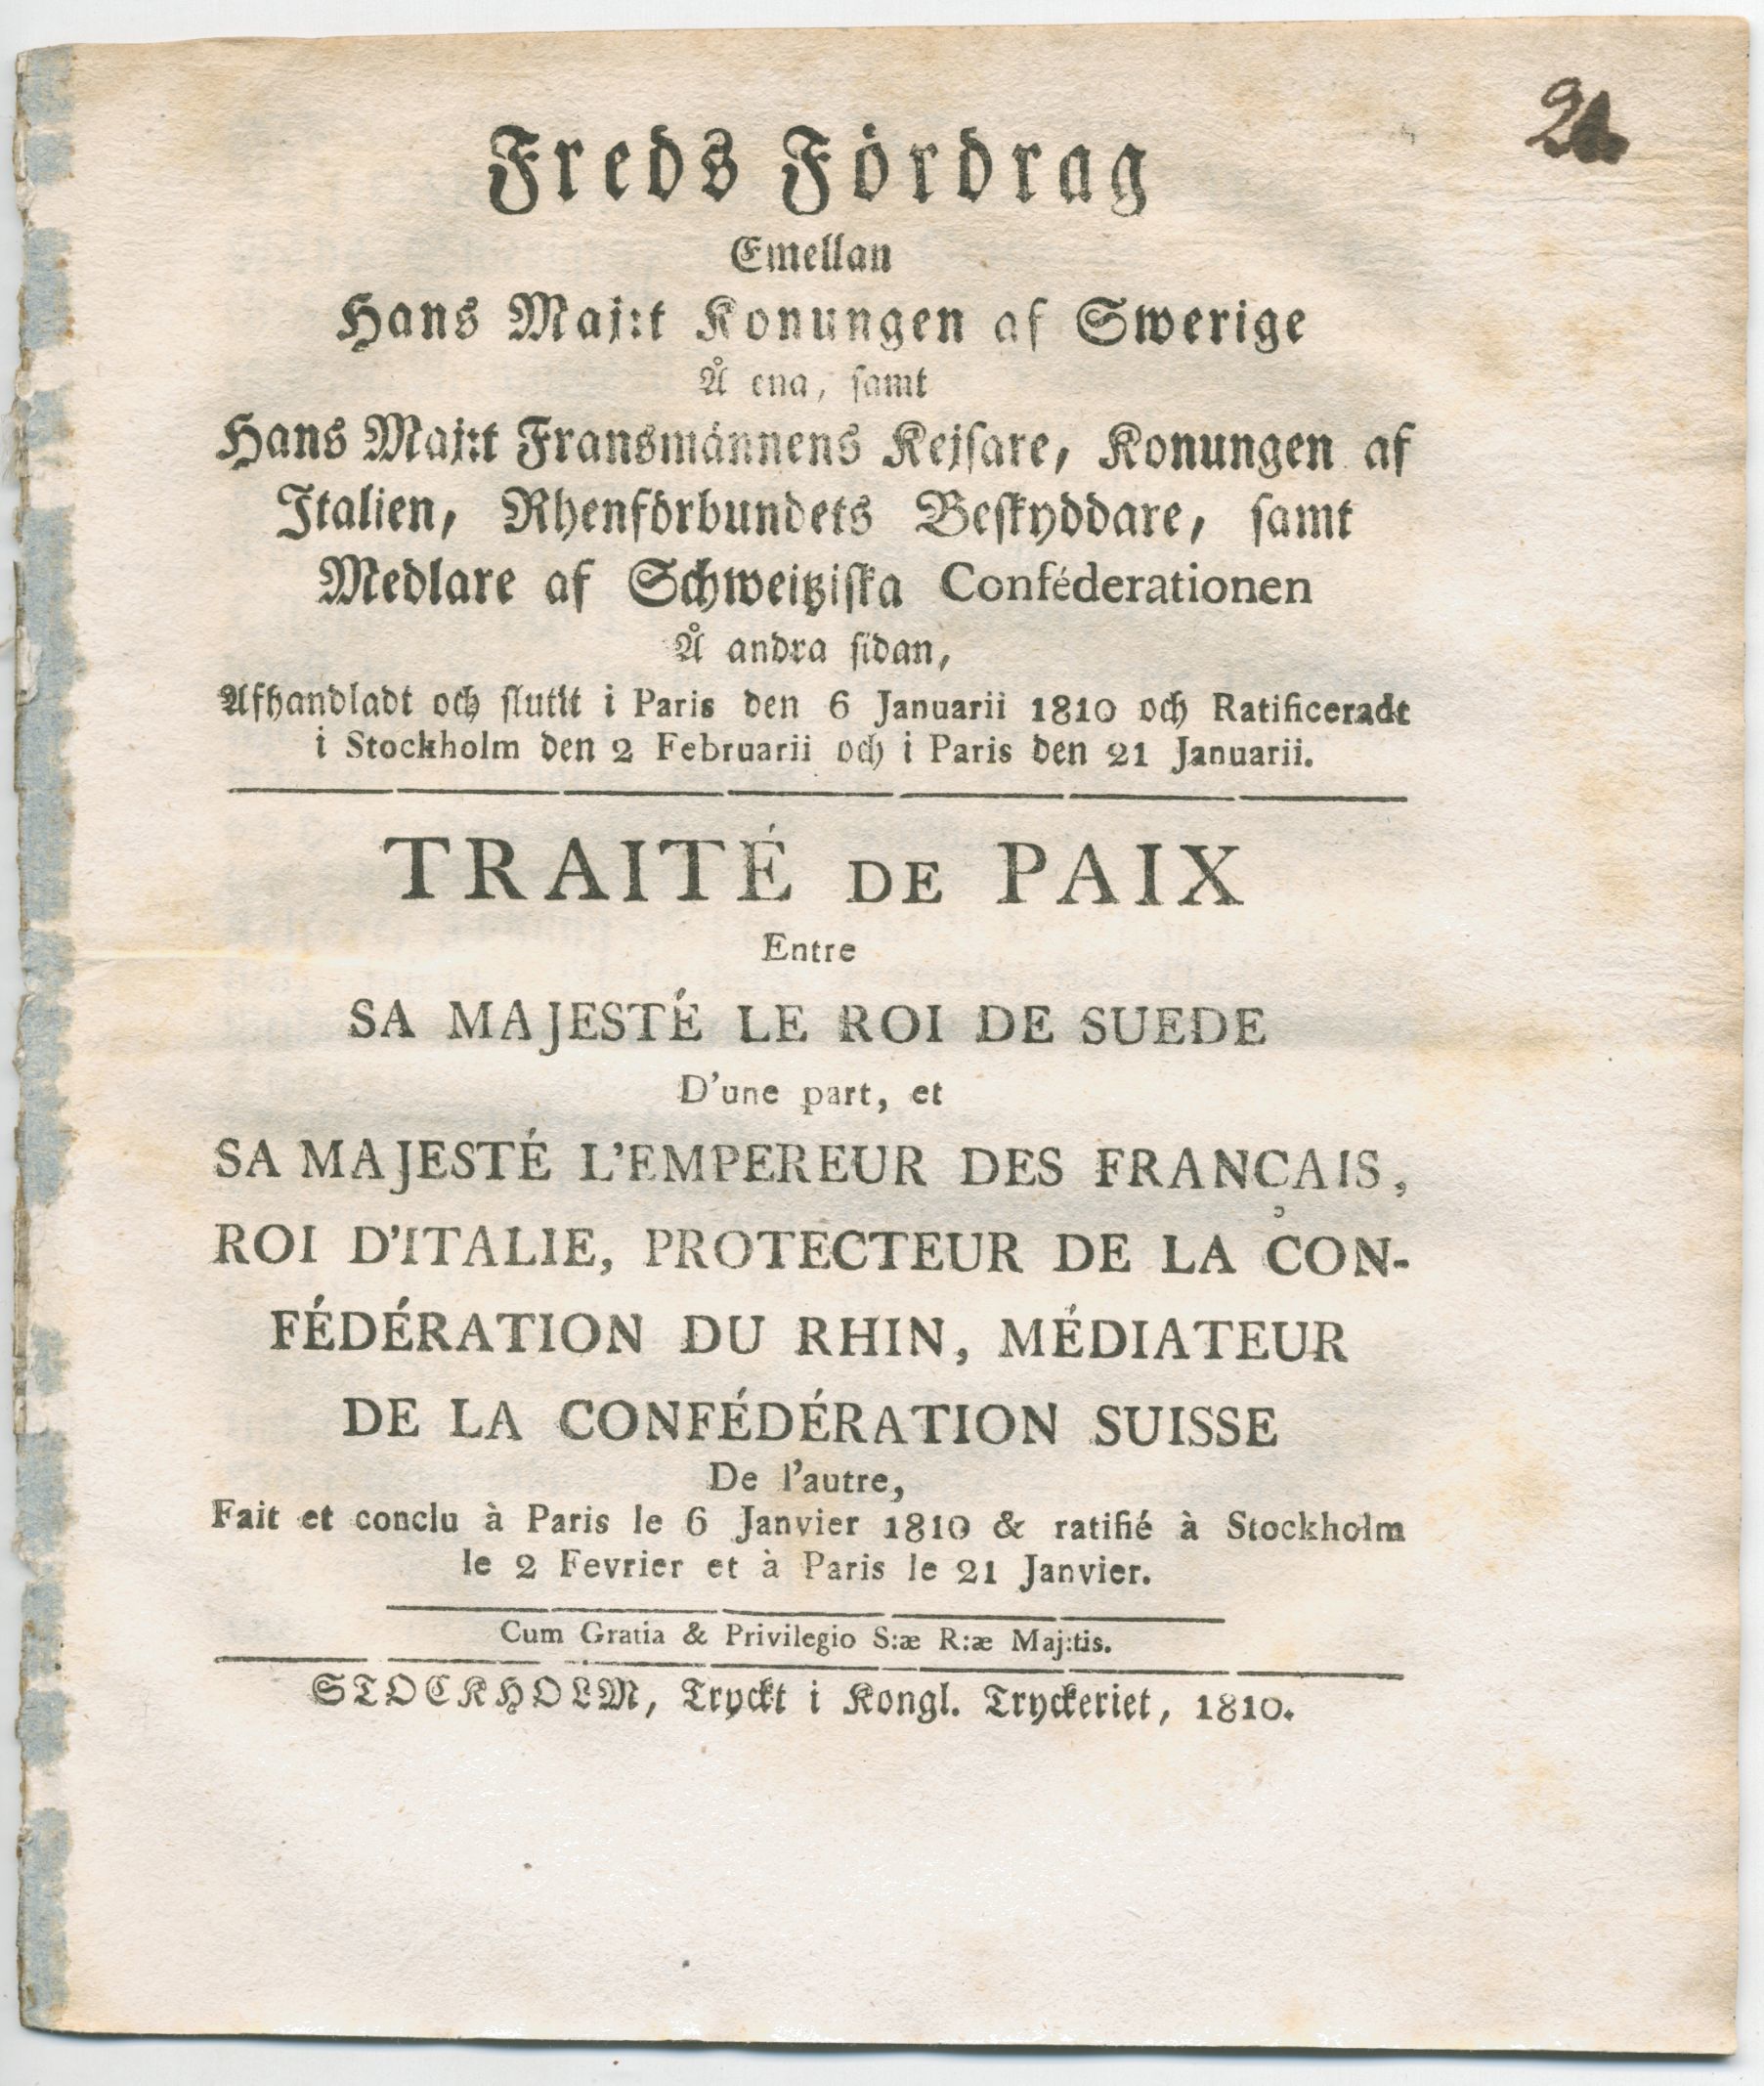 Freds Fördrag
Emellan
Hans Maj:t Konungen af Swerige
Å ena, samt
Hans Maj:t Fransmännens Kejsare, Konungen af
Italien, Rhenförbundets Beskyddare, samt
Medlare af Schweitziska Conféderationen
Å andra sidan,
Afhandladt och slutit i Paris den 6 Januarii 1810 och Ratificeradt
i Stockholm den 2 Februarii och i Paris den 21 Januarii.
TRAITÉ DE PAIX
Entre
SA MAJESTÉ LE ROI DE SUEDE
D'une part, et
SA MAJESTÉ L'EMPEREUR DES FRANÇAIS,
ROI D'ITALIE, PROTECTEUR DE LA CON-
FÉDÉRATION DU RHIN, MÉDIATEUR
DE LA CONFÉDÉRATION SUISSE
De l'autre,
Fait et conclu à Paris le 6 Janvier 1810 & ratifié à Stockholm
le 2 Fevrier et à Paris le 21 Janvier.
Cum Gratia & Privilegio S:æ R:æ Maj:tis.
STOCKHOLM, Tryckt i Kongl. Tryckeriet, 1810.